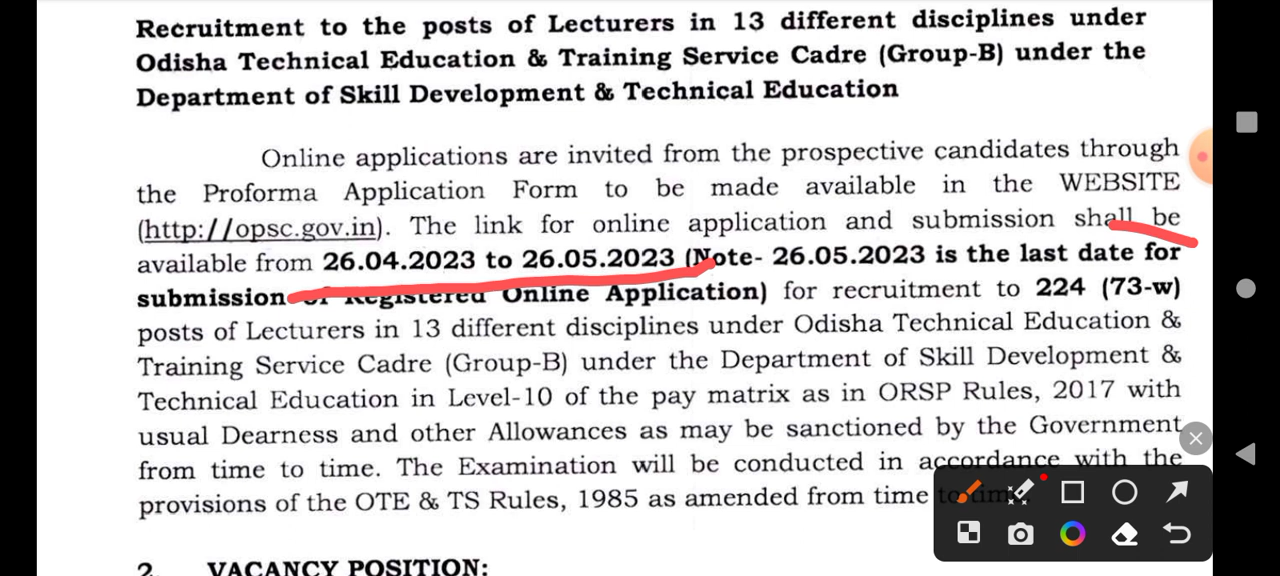 Recruitment to the posts of Lecturers in 13 different disciplines under
Odisha Technical Education & Training Service Cadre (Group-B) under the
Department of Skill Development & Technical Education
Online applications are invited from the prospective candidates through
the Proforma Application Form to be made available in the WEBSITE
(http://opsc.gov.in). The link for online application and submission shall be
available from 26.04.2023 to 26.05.2023 (Note- 26.05.2023 is the last date for
submission of Registered Online Application) for recruitment to 224 (73-w)
posts of Lecturers in 13 different disciplines under Odisha Technical Education &
Training Service Cadre (Group-B) under the Department of Skill Development &
Technical Education in Level-10 of the pay matrix as in ORSP Rules, 2017 with
usual Dearness and other Allowances as may be sanctioned by the Government
from time to time. The Examination will be conducted in accordance with the
provisions of the OTE & TS Rules, 1985 as amended from time to time.
2. VACANCY POSITION: